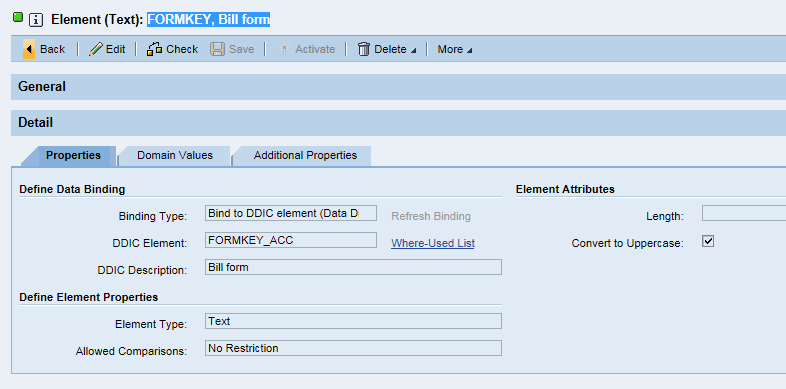 Element (Text): FORMKEY, Bill form
Back Edit Check Save Activate Delete More
General
Detail
Properties Domain Values Additional Properties
Define Data Binding Element Attributes
Binding Type: Bind to DDIC element (Data Refresh Binding Length:
DDIC Element: FORMKEY_ACC Where-Used List Convert to Uppercase:
DDIC Description: Bill form
Define Element Properties
Element Type: Text
Allowed Comparisons: No Restriction